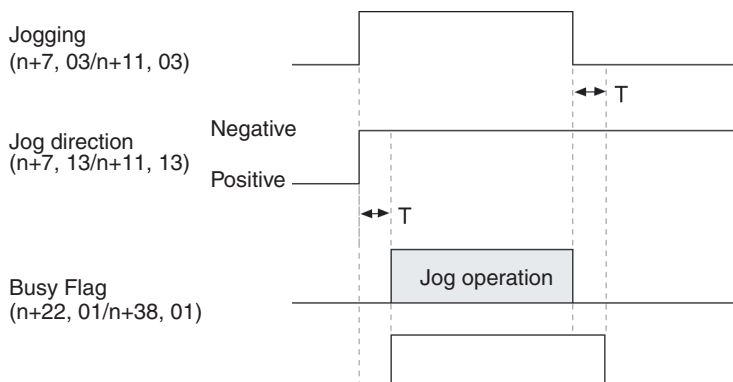 Jogging
(n+7, 03/n+11, 03)
T
Negative
Jog direction
(n+7, 13/n+11, 13)
Positive
T
Jog operation
Busy Flag
(n+22, 01/n+38, 01)